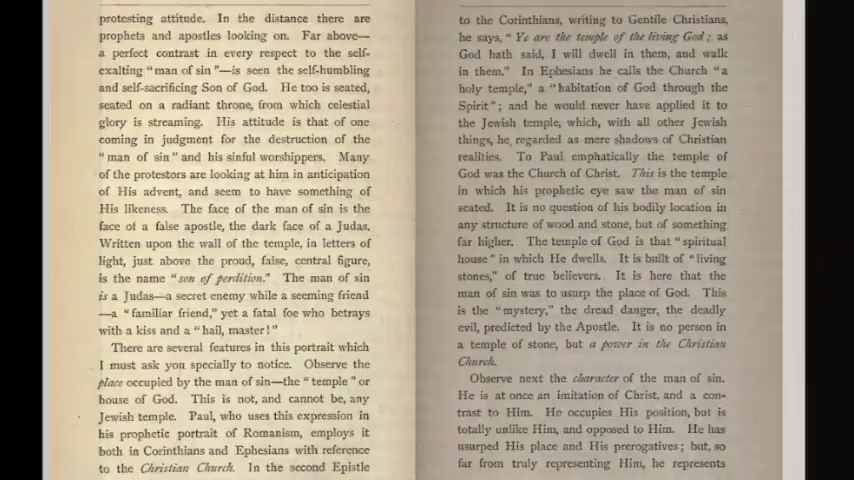 protesting attitude. In the distance there are
prophets and apostles looking on. Far above—
a perfect contrast in every respect to the self-
exalting "man of sin"—is seen the self-humbling
and self-sacrificing Son of God. He too is seated,
seated on a radiant throne, from which celestial
glory is streaming. His attitude is that of one
coming in judgment for the destruction of the
"man of sin" and his sinful worshippers. Many
of the protestors are looking at him in anticipation
of His advent, and seem to have something of
His likeness. The face of the man of sin is the
face of a false apostle, the dark face of a Judas.
Written upon the wall of the temple, in letters of
light, just above the proud, false, central figure,
is the name "son of perdition." The man of sin
is a Judas—a secret enemy while a seeming friend
—a "familiar friend," yet a fatal foe who betrays
with a kiss and a "hail, master!"
There are several features in this portrait which
I must ask you specially to notice. Observe the
place occupied by the man of sin—the "temple" or
house of God. This is not, and cannot be, any
Jewish temple. Paul, who uses this expression in
his prophetic portrait of Romanism, employs it
both in Corinthians and Ephesians with reference
to the Christian Church. In the second Epistle
to the Corinthians, writing to Gentile Christians,
he says, "Ye are the temple of the living God; as
God hath said, I will dwell in them, and walk
in them." In Ephesians he calls the Church "a
holy temple," a "habitation of God through the
Spirit"; and he would never have applied it to
the Jewish temple, which, with all other Jewish
things, he regarded as mere shadows of Christian
realities. To Paul emphatically the temple of
God was the Church of Christ. This is the temple
in which his prophetic eye saw the man of sin
seated. It is no question of his bodily location in
any structure of wood and stone, but of something
far higher. The temple of God is that "spiritual
house" in which He dwells. It is built of "living
stones," of true believers. It is here that the
man of sin was to usurp the place of God. This
is the "mystery," the dread danger, the deadly
evil, predicted by the Apostle. It is no person in
a temple of stone, but a power in the Christian
Church.
Observe next the character of the man of sin.
He is at once an imitation of Christ, and a con-
trast to Him. He occupies His position, but is
totally unlike Him, and opposed to Him. He has
usurped His place and His prerogatives; but, so
far from truly representing Him, he represents